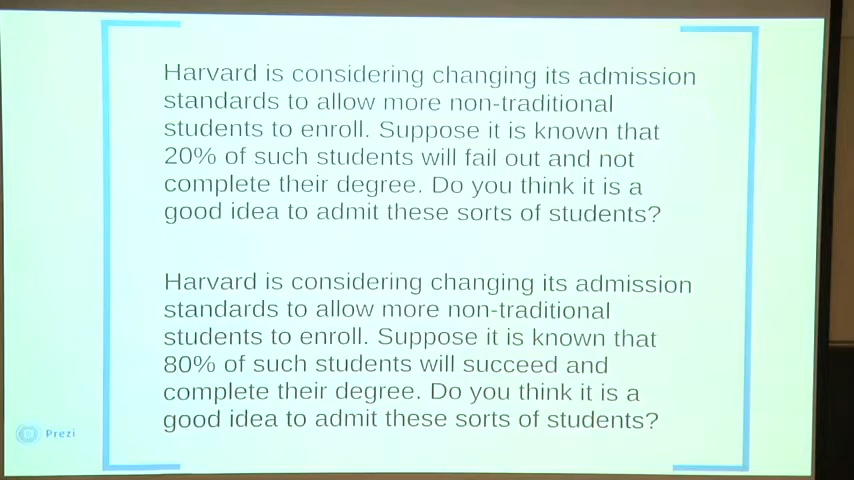 Harvard is considering changing its admission
standards to allow more non-traditional
students to enroll. Suppose it is known that
20% of such students will fail out and not
complete their degree. Do you think it is a
good idea to admit these sorts of students?
Harvard is considering changing its admission
standards to allow more non-traditional
students to enroll. Suppose it is known that
80% of such students will succeed and
complete their degree. Do you think it is a
good idea to admit these sorts of students?
Prezi